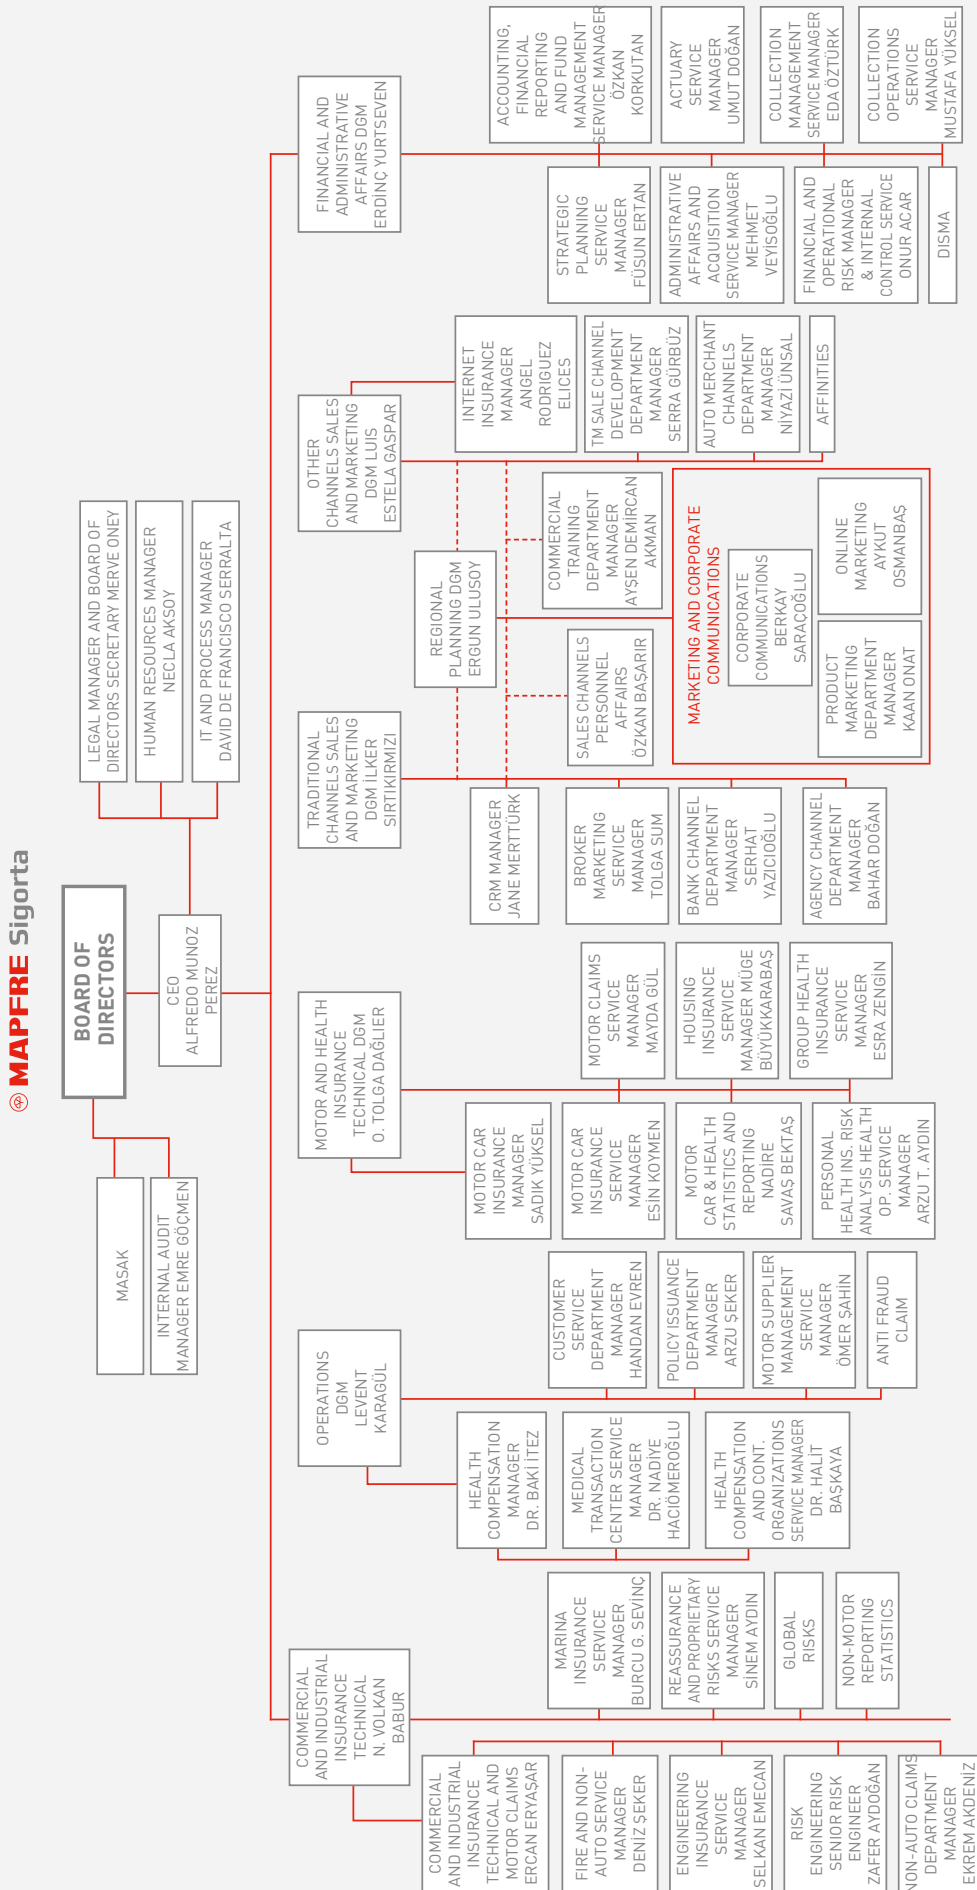 MAPFRE Sigorta
BOARD OF
DIRECTORS
MASAK
INTERNAL AUDIT
MANAGER EMRE GÖÇMEN
CEO
ALFREDO MUNOZ
PEREZ
LEGAL MANAGER AND BOARD OF
DIRECTORS SECRETARY MERVE ONEY
HUMAN RESOURCES MANAGER
NECLA AKSOY
IT AND PROCESS MANAGER
DAVID DE FRANCISCO SERRALTA
COMMERCIAL
AND INDUSTRIAL
INSURANCE
TECHNICAL
N. VOLKAN
BABUR
COMMERCIAL
AND INDUSTRIAL
INSURANCE
TECHNICAL AND
MOTOR CLAIMS
ERCAN ERYAŞAR
FIRE AND NON-
AUTO SERVICE
MANAGER
DENİZ ŞEKER
ENGINEERING
INSURANCE
SERVICE
MANAGER
SELKAN EMECAN
RISK
ENGINEERING
SENIOR RISK
ENGINEER
ZAFER AYDOĞAN
NON-AUTO CLAIMS
DEPARTMENT
MANAGER
EKREM AKDENİZ
MARINA
INSURANCE
SERVICE
MANAGER
BURCU G. SEVİNÇ
REASSURANCE
AND PROPRIETARY
RISKS SERVICE
MANAGER
SİNEM AYDIN
GLOBAL
RISKS
NON-MOTOR
REPORTING
STATISTICS
OPERATIONS
DGM
LEVENT
KARAGÜL
HEALTH
COMPENSATION
MANAGER
DR. BAKİ İTEZ
MEDICAL
TRANSACTION
CENTER SERVICE
MANAGER
DR. NADİYE
HACIÖMEROĞLU
HEALTH
COMPENSATION
AND CONT.
ORGANIZATIONS
SERVICE MANAGER
DR. HALİT
BAŞKAYA
CUSTOMER
SERVICE
DEPARTMENT
MANAGER
HANDAN EVREN
POLICY ISSUANCE
DEPARTMENT
MANAGER
ARZU ŞEKER
MOTOR SUPPLIER
MANAGEMENT
SERVICE
MANAGER
ÖMER ŞAHİN
ANTI FRAUD
CLAIM
MOTOR AND HEALTH
INSURANCE
TECHNICAL DGM
O. TOLGA DAĞLIER
MOTOR CAR
INSURANCE
MANAGER
SADIK YÜKSEL
MOTOR CAR
INSURANCE
SERVICE
MANAGER
ESİN KOYMEN
MOTOR
CAR & HEALTH
STATISTICS AND
REPORTING
NADİRE
SAVAŞ BEKTAŞ
PERSONAL
HEALTH INS. RISK
ANALYSIS HEALTH
OP. SERVICE
MANAGER
ARZU T. AYDIN
MOTOR CLAIMS
SERVICE
MANAGER
MAYDA GÜL
HOUSING
INSURANCE
SERVICE
MANAGER MÜGE
BÜYÜKKARABAŞ
GROUP HEALTH
INSURANCE
SERVICE
MANAGER
ESRA ZENGİN
TRADITIONAL
CHANNELS SALES
AND MARKETING
DGM İLKER
SIRTIKIRMIZI
CRM MANAGER
JANE MERTTÜRK
BROKER
MARKETING
SERVICE
MANAGER
TOLGA SUM
BANK CHANNEL
DEPARTMENT
MANAGER
SERHAT
YAZICIOĞLU
AGENCY CHANNEL
DEPARTMENT
MANAGER
BAHAR DOĞAN
REGIONAL
PLANNING DGM
ERGUN ULUSOY
SALES CHANNELS
PERSONNEL
AFFAIRS
ÖZKAN BAŞARIR
COMMERCIAL
TRAINING
DEPARTMENT
MANAGER
AYŞEN DEMİRCAN
AKMAN
MARKETING AND CORPORATE
COMMUNICATIONS
CORPORATE
COMMUNICATIONS
BERKAY
SARAÇOĞLU
PRODUCT
MARKETING
DEPARTMENT
MANAGER
KAAN ONAT
ONLINE
MARKETING
AYKUT
OSMANBAŞ
OTHER
CHANNELS SALES
AND MARKETING
DGM LUIS
ESTELA GASPAR
INTERNET
INSURANCE
MANAGER
ANGEL
RODRIGUEZ
ELICES
TM SALE CHANNEL
DEVELOPMENT
DEPARTMENT
MANAGER
SERRA GÜRBÜZ
AUTO MERCHANT
CHANNELS
DEPARTMENT
MANAGER
NİYAZİ ÜNSAL
AFFINITIES
FINANCIAL AND
ADMINISTRATIVE
AFFAIRS DGM
ERDİNÇ YURTSEVEN
STRATEGIC
PLANNING
SERVICE
MANAGER
FÜSUN ERTAN
ADMINISTRATIVE
AFFAIRS AND
ACQUISITION
SERVICE MANAGER
MEHMET
VEYİSOĞLU
FINANCIAL AND
OPERATIONAL
RISK MANAGER
& INTERNAL
CONTROL SERVICE
ONUR ACAR
DISMA
ACCOUNTING,
FINANCIAL
REPORTING
AND FUND
MANAGEMENT
SERVICE MANAGER
ÖZKAN
KORKUTAN
ACTUARY
SERVICE
MANAGER
UMUT DOĞAN
COLLECTION
MANAGEMENT
SERVICE MANAGER
EDA ÖZTÜRK
COLLECTION
OPERATIONS
SERVICE
MANAGER
MUSTAFA YÜKSEL